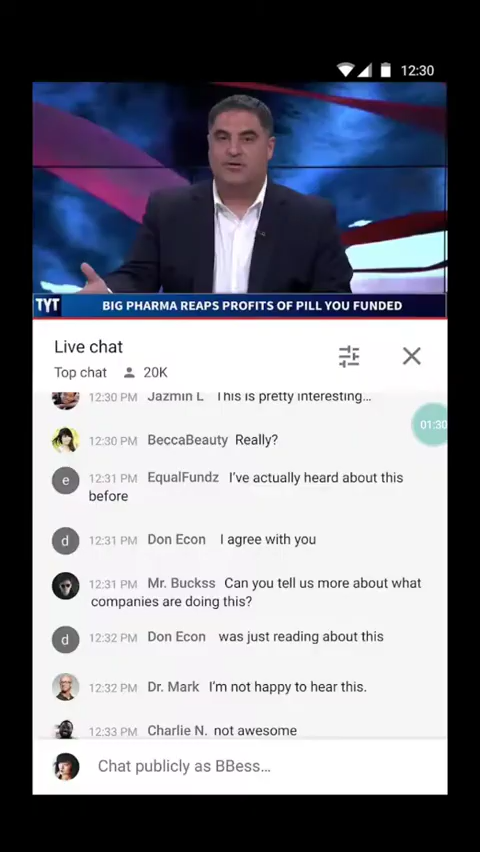 12:30
TYT BIG PHARMA REAPS PROFITS OF PILL YOU FUNDED
Live chat
Top chat 20K
12:30 PM Jazmin L This is pretty interesting…
01:30
12:30 PM BeccaBeauty Really?
e 12:31 PM EqualFundz I've actually heard about this
before
d 12:31 PM Don Econ I agree with you
12:31 PM Mr. Buckss Can you tell us more about what
companies are doing this?
d 12:32 PM Don Econ was just reading about this
12:32 PM Dr. Mark I'm not happy to hear this.
12:33 PM Charlie N. not awesome
Chat publicly as BBess…